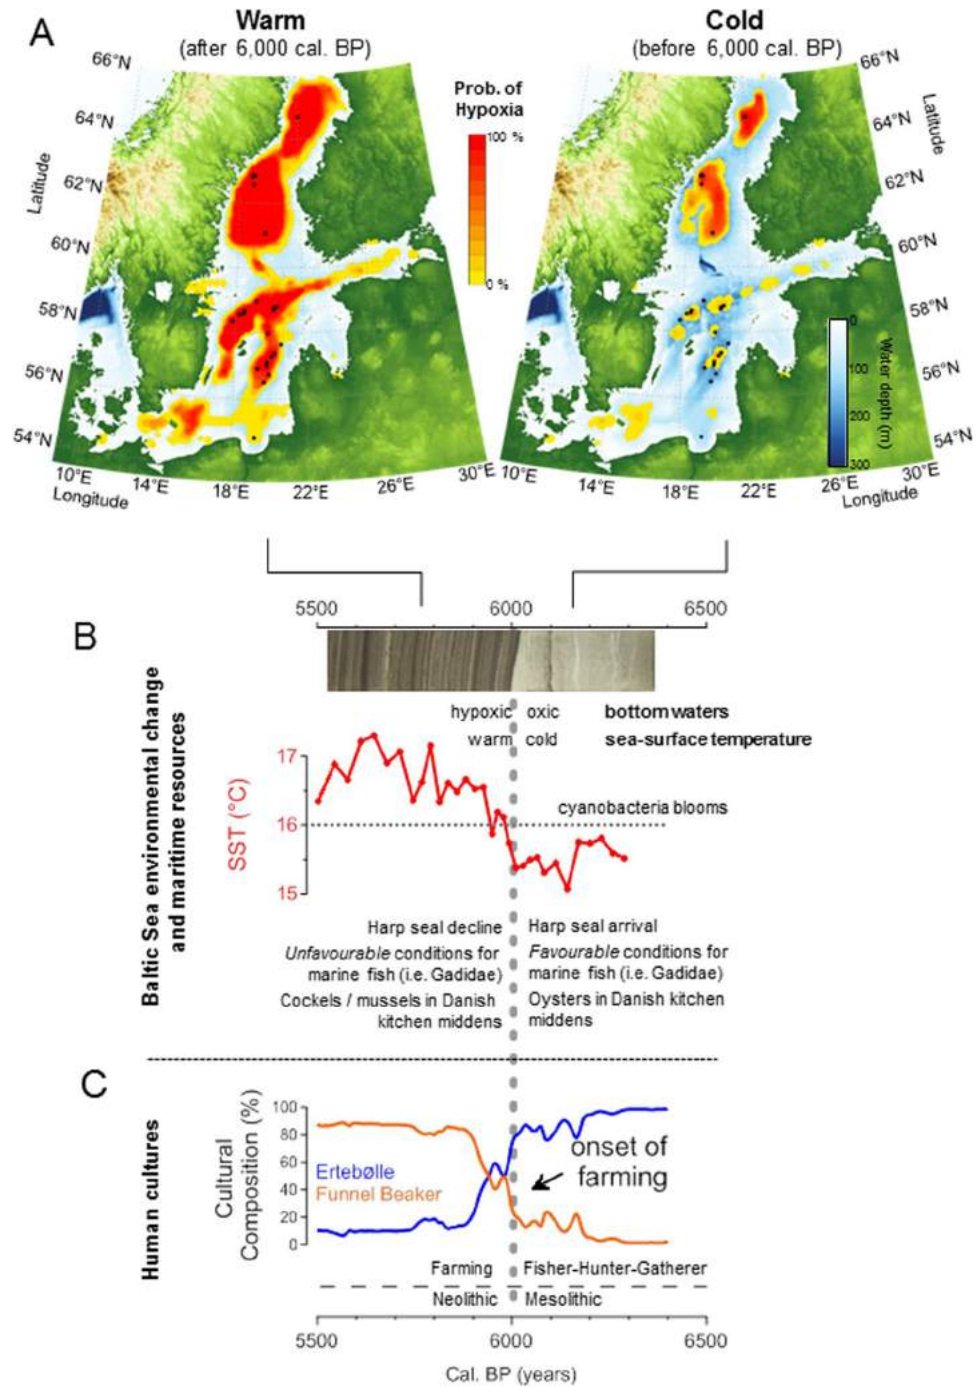 A
Warm
(after 6,000 cal. BP)
Cold
(before 6,000 cal. BP)
66°N
64°N
62°N
60°N
58°N
56°N
54°N
Latitude
10°E
14°E
18°E
22°E
26°E
30°E
Longitude
Prob. of
Hypoxia
100 %
0 %
66°N
64°N
62°N
60°N
58°N
56°N
54°N
Latitude
0
100
200
300
Water depth (m)
10°E
14°E
18°E
22°E
26°E
30°E
Longitude
B
5500
6000
6500
Baltic Sea environmental change
and maritime resources
hypoxic oxic bottom waters
warm cold sea-surface temperature
17
16
15
SST (°C)
cyanobacteria blooms
Harp seal decline
Unfavourable conditions for
marine fish (i.e. Gadidae)
Cockels / mussels in Danish
kitchen middens
Harp seal arrival
Favourable conditions for
marine fish (i.e. Gadidae)
Oysters in Danish kitchen
middens
C
Human cultures
Cultural
Composition (%)
100
80
60
40
20
0
Ertebølle
Funnel Beaker
onset of
farming
Farming Fisher-Hunter-Gatherer
Neolithic Mesolithic
5500
6000
6500
Cal. BP (years)